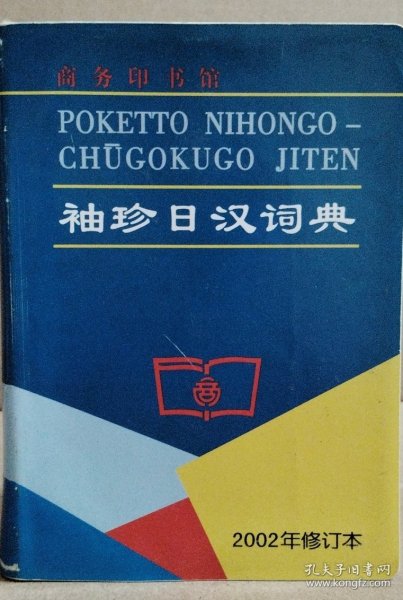 商务印书馆
POKETTO NIHONGO–
CHŪGOKUGO JITEN
袖珍日汉词典
商
2002年修订本
孔夫子旧书网
www.kongfz.com